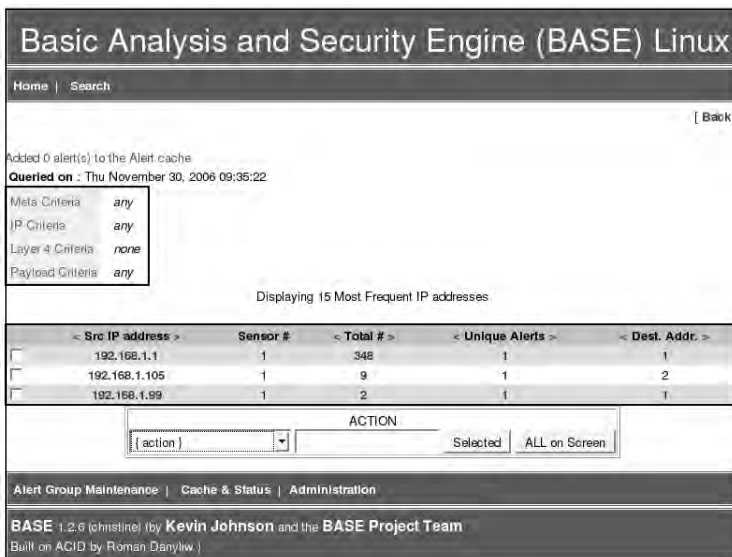 Basic Analysis and Security Engine (BASE) Linux
Home | Search
[ Back
Added 0 alert(s) to the Alert cache
Queried on : Thu November 30, 2006 09:35:22
Meta Criteria any
IP Criteria any
Layer 4 Criteria none
Payload Criteria any
Displaying 15 Most Frequent IP addresses
< Src IP address > Sensor # < Total # > < Unique Alerts > < Dest. Addr. >
192.168.1.1 1 348 1 1
192.168.1.105 1 9 1 2
192.168.1.99 1 2 1 1
ACTION
{ action } Selected ALL on Screen
Alert Group Maintenance | Cache & Status | Administration
BASE 1.2.6 (christine) (by Kevin Johnson and the BASE Project Team
Built on ACID by Roman Danyliw )